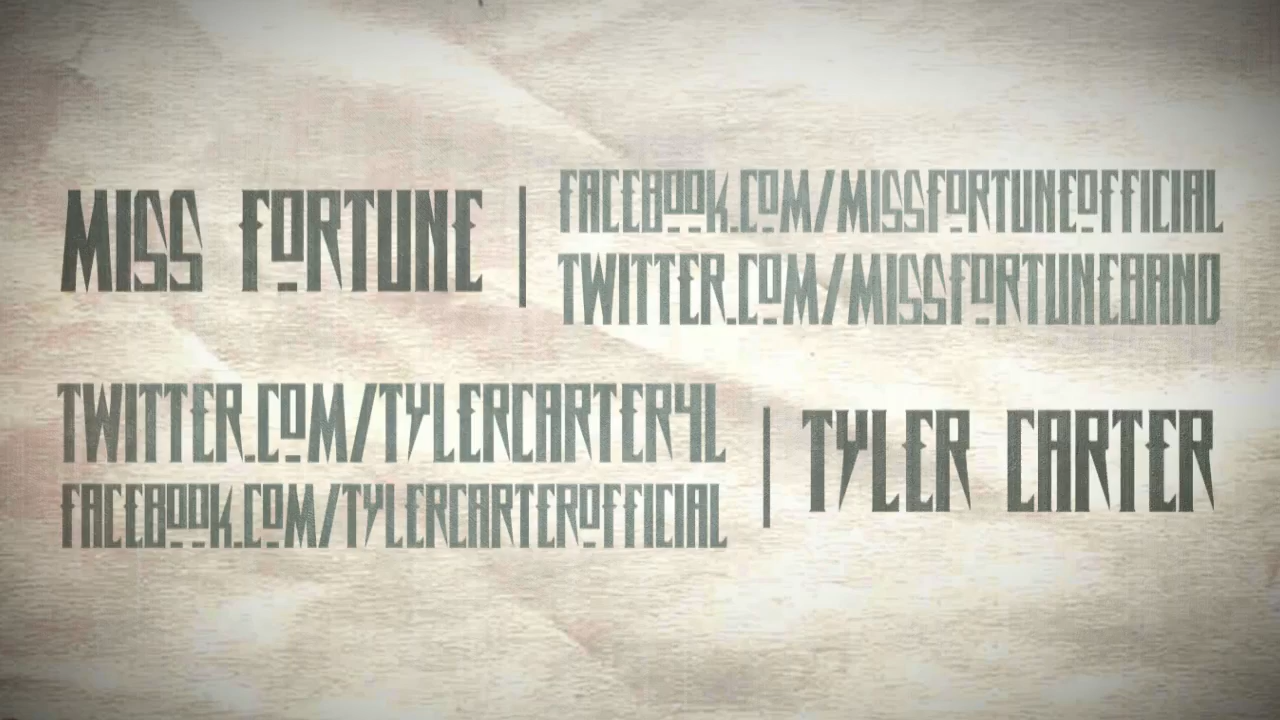 MISS FORTUNE |
FACEBOOK.COM/MISSFORTUNEOFFICIAL
TWITTER.COM/MISSFORTUNEBAND
TWITTER.COM/TYLERCARTER4L
FACEBOOK.COM/TYLERCARTEROFFICIAL
| TYLER CARTER